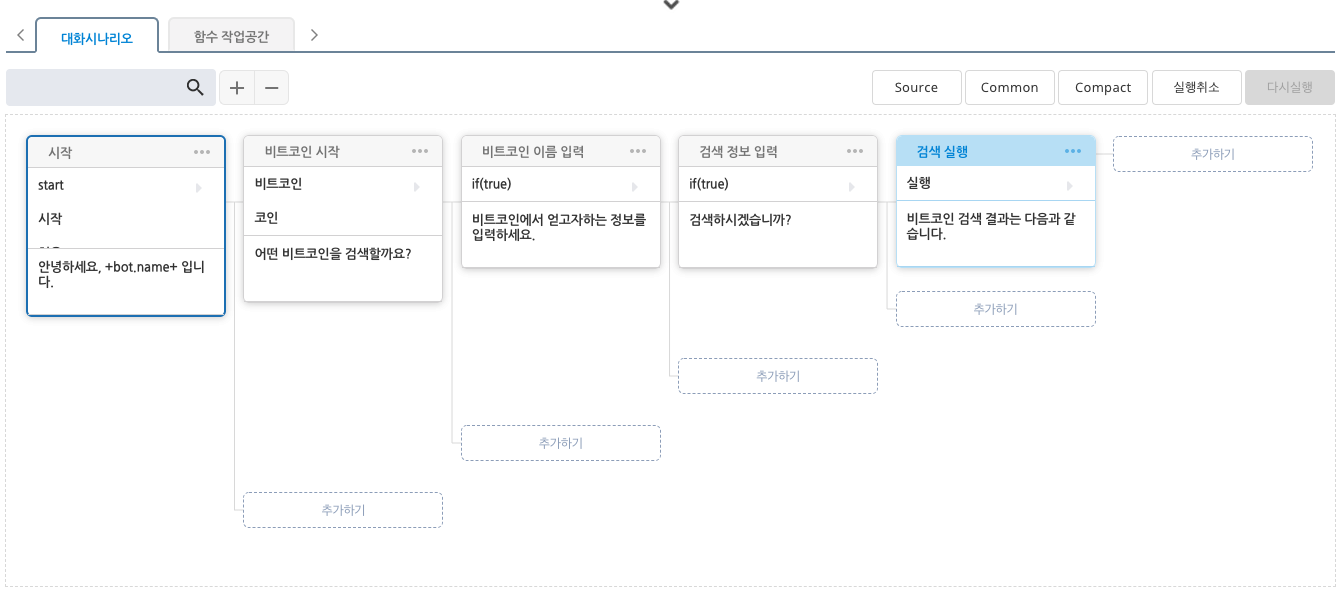 대화시나리오
함수 작업공간
Source
Common
Compact
실행취소
다시실행
시작
start
시작
안녕하세요, +bot.name+ 입니
다.
비트코인 시작
비트코인
코인
어떤 비트코인을 검색할까요?
비트코인 이름 입력
if(true)
비트코인에서 얻고자하는 정보를
입력하세요.
검색 정보 입력
if(true)
검색하시겠습니까?
검색 실행
실행
비트코인 검색 결과는 다음과 같
습니다.
추가하기
추가하기
추가하기
추가하기
추가하기